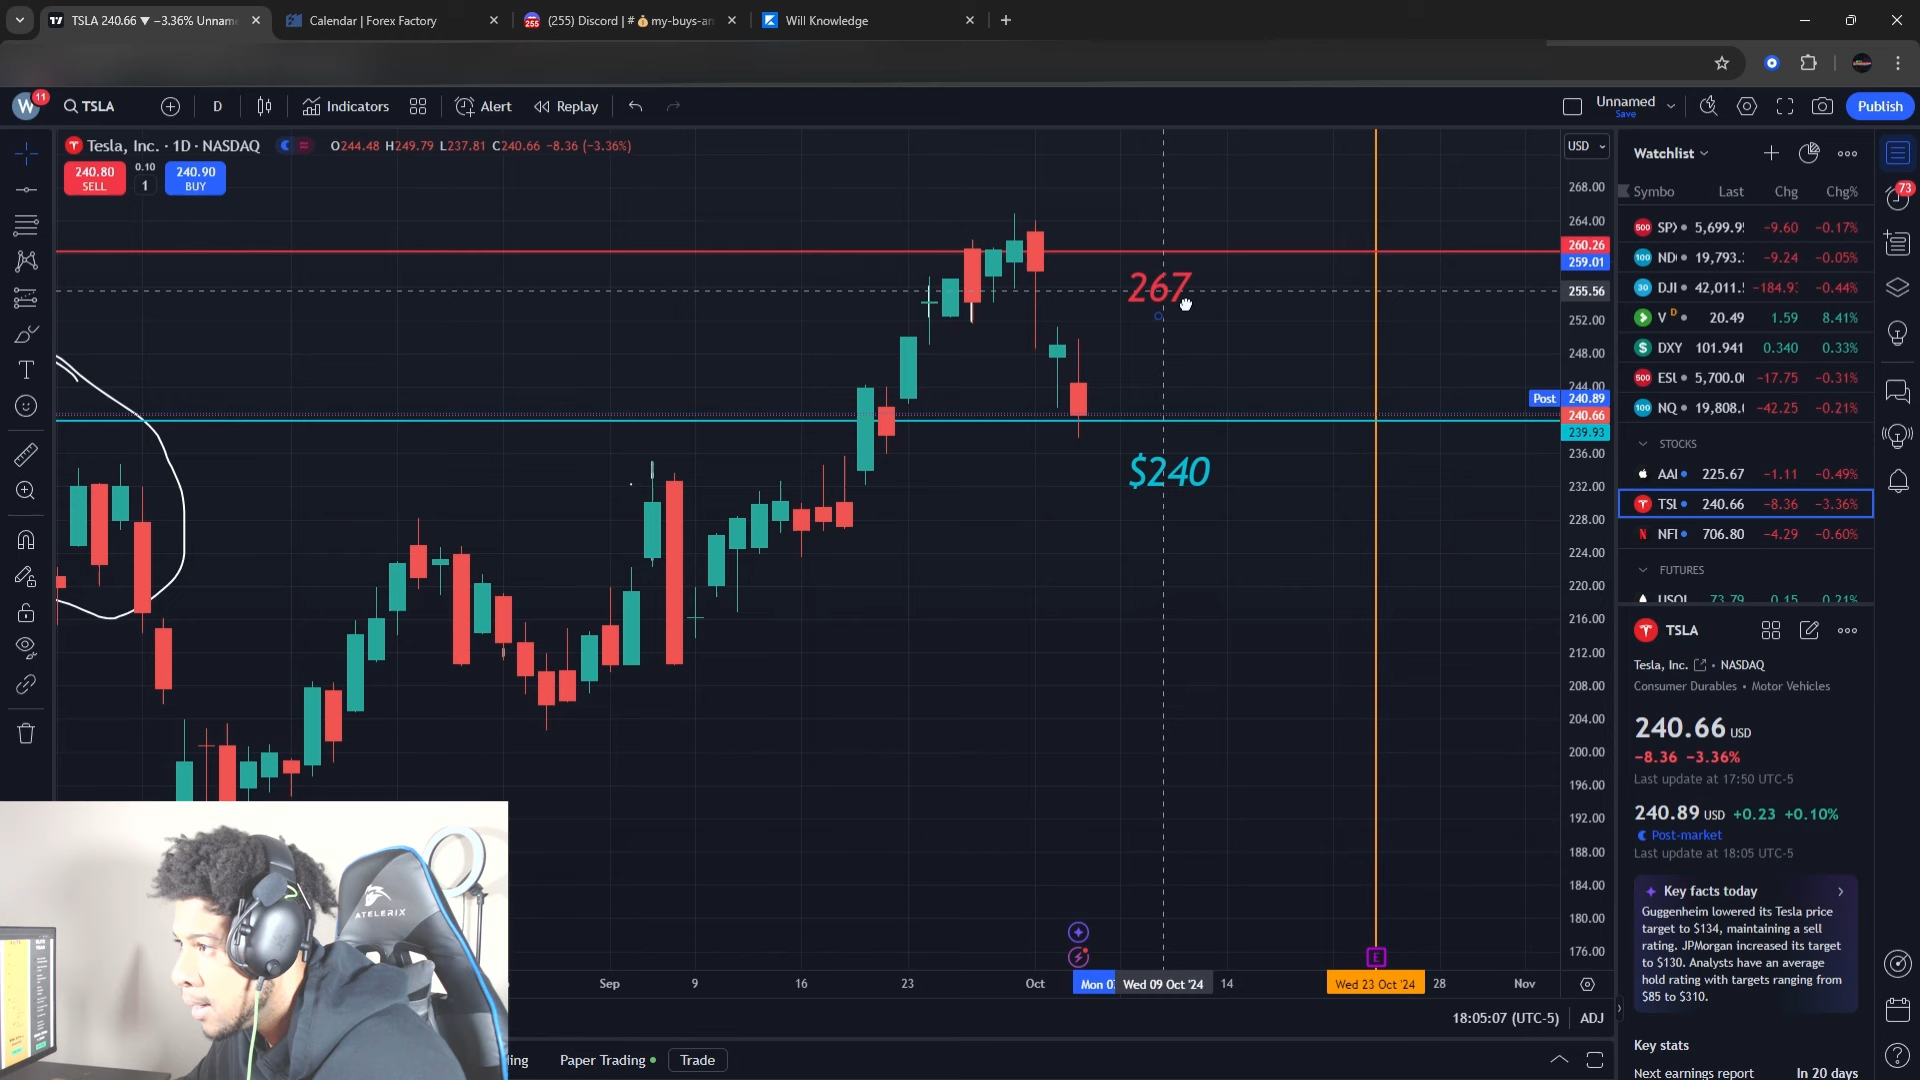 TSLA 240.66 ▼ −3.36% Unnam
Calendar | Forex Factory
(255) Discord | # 💰my-buys-an
Will Knowledge
W
11
TSLA
D
Indicators
Alert
Replay
Unnamed
Save
Publish
Tesla, Inc. · 1D · NASDAQ
O244.48 H249.79 L237.81 C240.66 −8.36 (−3.36%)
240.80
SELL
0.10
1
240.90
BUY
USD
268.00
264.00
260.26
259.01
255.56
252.00
248.00
244.00
Post 240.89
240.66
239.93
236.00
232.00
228.00
224.00
220.00
216.00
212.00
208.00
204.00
200.00
196.00
192.00
188.00
184.00
180.00
176.00
267
$240
E
Sep
9
16
23
Oct
Mon 0
Wed 09 Oct '24
14
Wed 23 Oct '24
28
Nov
18:05:07 (UTC-5)
ADJ
Paper Trading
Trade
Watchlist
Symbo Last Chg Chg%
SP 5,699.9 −9.60 −0.17%
ND 19,793. −9.24 −0.05%
DJI 42,011. −184.9 −0.44%
V D 20.49 1.59 8.41%
DXY 101.941 0.340 0.33%
ES 5,700.0 −17.75 −0.31%
NQ 19,808. −42.25 −0.21%
STOCKS
AA 225.67 −1.11 −0.49%
TSL 240.66 −8.36 −3.36%
NF 706.80 −4.29 −0.60%
FUTURES
USOI 73.79 0.15 0.21%
73
TSLA
Tesla, Inc. • NASDAQ
Consumer Durables • Motor Vehicles
240.66 USD
−8.36 −3.36%
Last update at 17:50 UTC-5
240.89 USD +0.23 +0.10%
Post-market
Last update at 18:05 UTC-5
Key facts today
Guggenheim lowered its Tesla price
target to $134, maintaining a sell
rating. JPMorgan increased its target
to $130. Analysts have an average
hold rating with targets ranging from
$85 to $310.
Key stats
Next earnings report In 20 days
ATELERIX